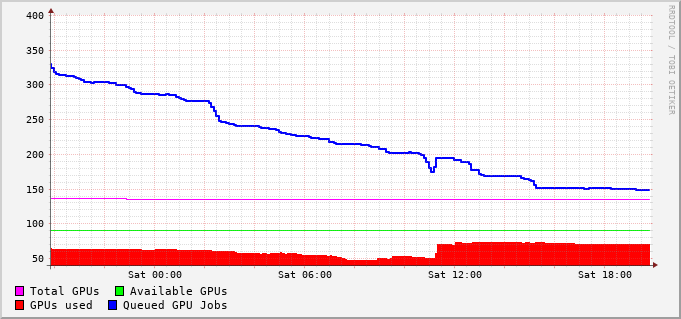 400
350
300
250
200
150
100
50
Sat 00:00 Sat 06:00 Sat 12:00 Sat 18:00
Total GPUs Available GPUs
GPUs used Queued GPU Jobs
RRDTOOL / TOBI OETIKER